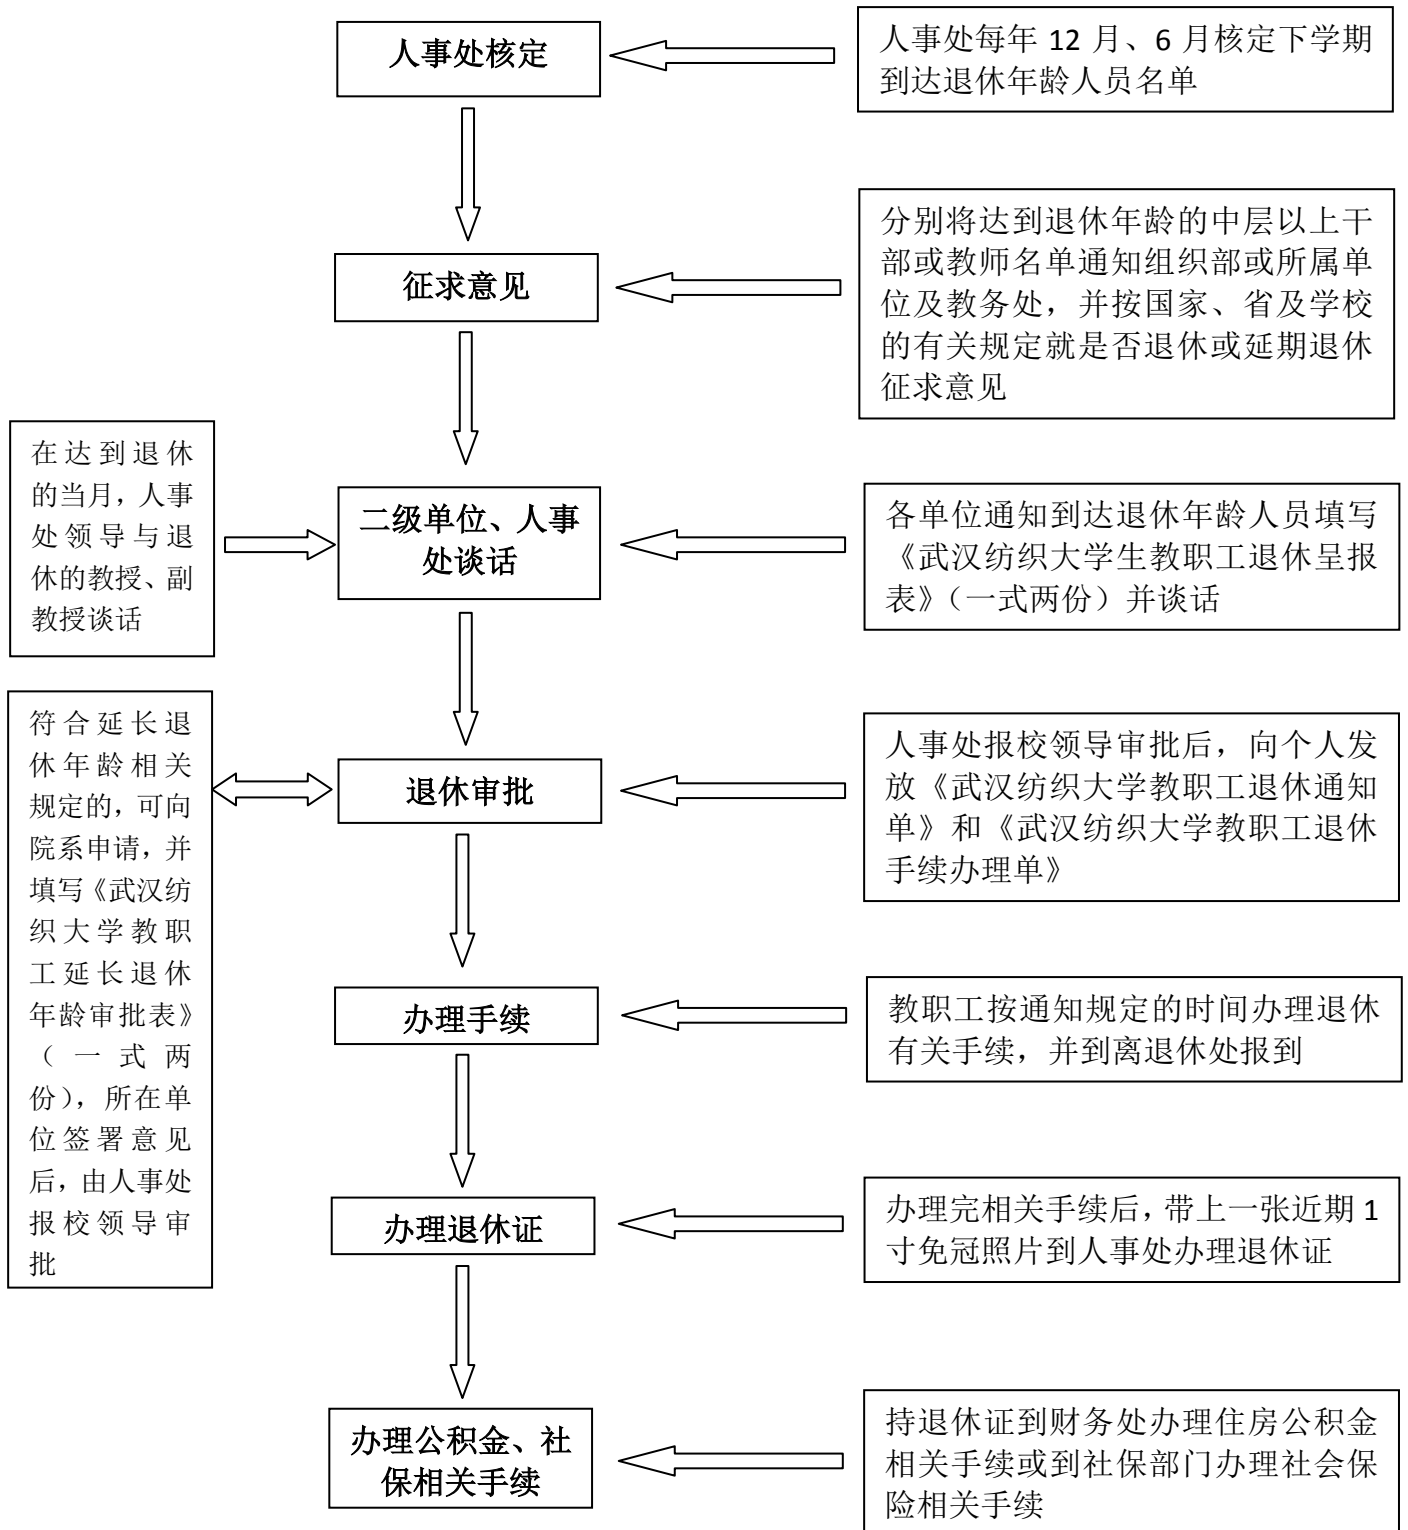 人事处核定
人事处每年 12 月、6 月核定下学期
到达退休年龄人员名单
征求意见
分别将达到退休年龄的中层以上干
部或教师名单通知组织部或所属单
位及教务处，并按国家、省及学校
的有关规定就是否退休或延期退休
征求意见
在达到退休
的当月，人事
处领导与退
休的教授、副
教授谈话
二级单位、人事
处谈话
各单位通知到达退休年龄人员填写
《武汉纺织大学生教职工退休呈报
表》（一式两份）并谈话
符合延长退
休年龄相关
规定的，可向
院系申请，并
填写《武汉纺
织大学教职
工延长退休
年龄审批表》
（一式两
份），所在单
位签署意见
后，由人事处
报校领导审
批
退休审批
人事处报校领导审批后，向个人发
放《武汉纺织大学教职工退休通知
单》和《武汉纺织大学教职工退休
手续办理单》
办理手续
教职工按通知规定的时间办理退休
有关手续，并到离退休处报到
办理退休证
办理完相关手续后，带上一张近期 1
寸免冠照片到人事处办理退休证
办理公积金、社
保相关手续
持退休证到财务处办理住房公积金
相关手续或到社保部门办理社会保
险相关手续